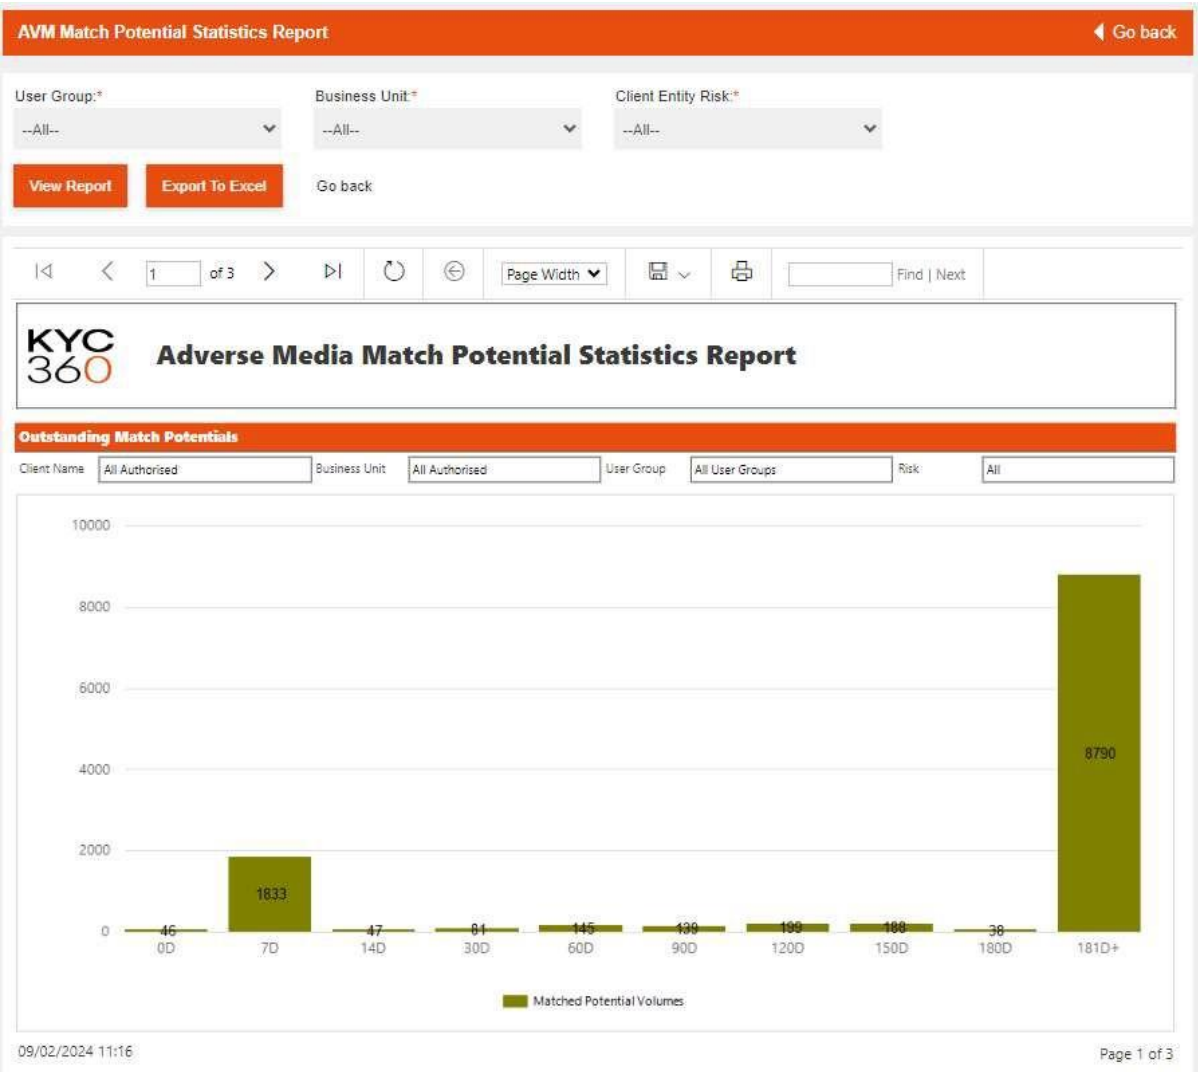 AVM Match Potential Statistics Report Go back
User Group:* Business Unit:* Client Entity Risk:*
--All-- --All-- --All--
View Report Export To Excel Go back
1 of 3 Page Width Find | Next
KYC
360
Adverse Media Match Potential Statistics Report
Outstanding Match Potentials
Client Name All Authorised Business Unit All Authorised User Group All User Groups Risk All
10000
8000
6000
4000
2000
0
46 1833 47 81 145 139 199 188 38 8790
0D 7D 14D 30D 60D 90D 120D 150D 180D 181D+
Matched Potential Volumes
09/02/2024 11:16 Page 1 of 3